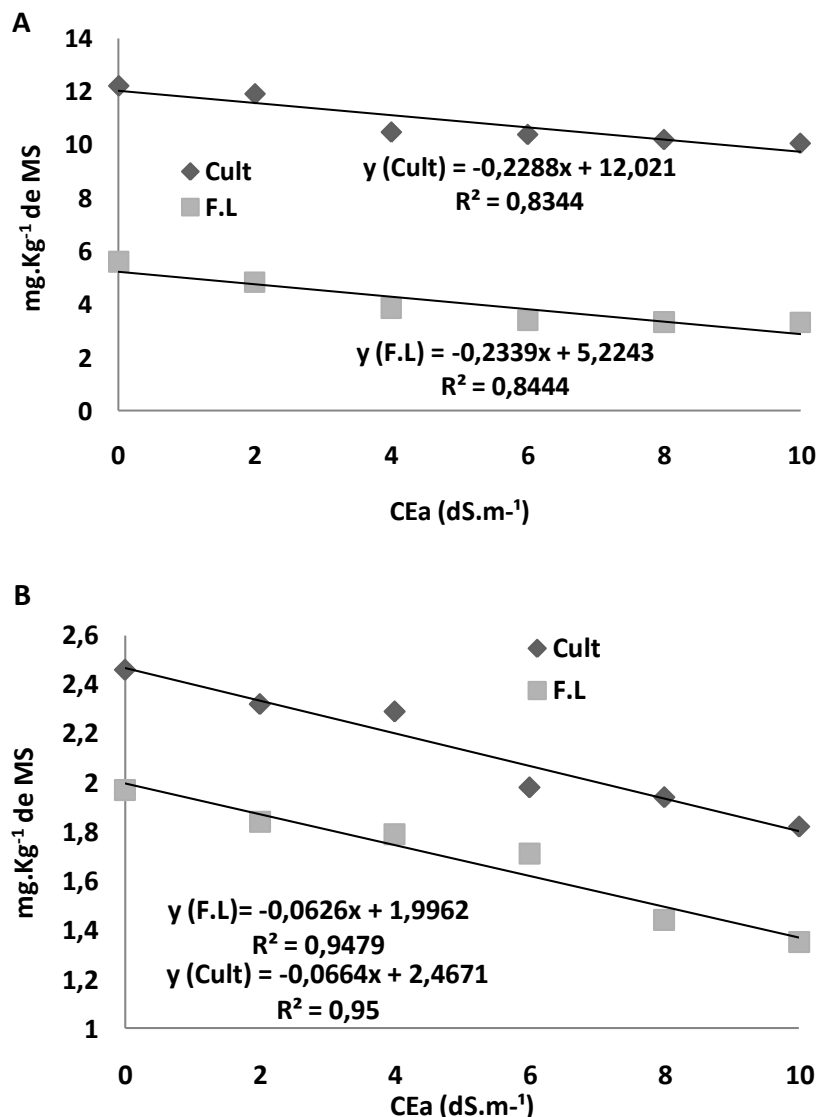 A
14
12
10
8
6
4
2
0
mg.Kg⁻¹ de MS
Cult
F.L
y (Cult) = -0,2288x + 12,021
R² = 0,8344
y (F.L) = -0,2339x + 5,2243
R² = 0,8444
0 2 4 6 8 10
CEa (dS.m-¹)
B
2,6
2,4
2,2
2
1,8
1,6
1,4
1,2
1
mg.Kg⁻¹ de MS
Cult
F.L
y (F.L)= -0,0626x + 1,9962
R² = 0,9479
y (Cult) = -0,0664x + 2,4671
R² = 0,95
0 2 4 6 8 10
CEa (dS.m-¹)